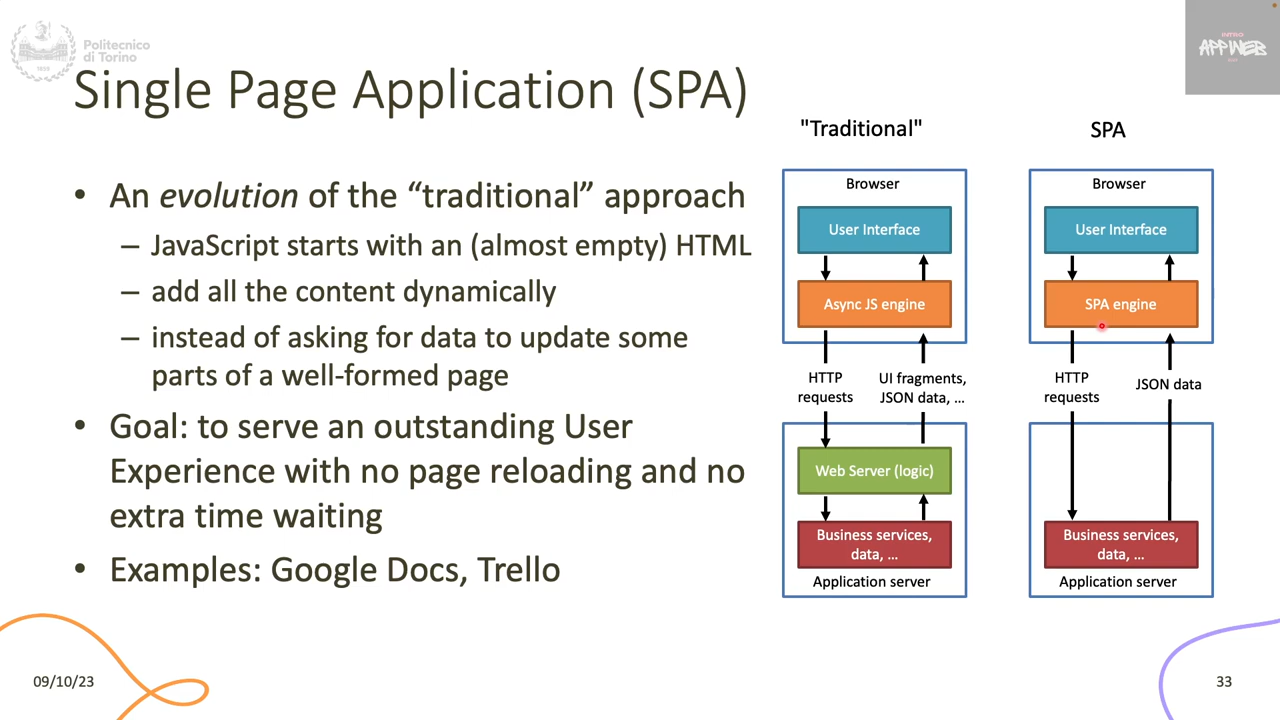 Politecnico
di Torino
1859
INTRO
APPWEB
Single Page Application (SPA)
• An evolution of the “traditional” approach
– JavaScript starts with an (almost empty) HTML
– add all the content dynamically
– instead of asking for data to update some
parts of a well-formed page
• Goal: to serve an outstanding User
Experience with no page reloading and no
extra time waiting
• Examples: Google Docs, Trello
"Traditional"
Browser
User Interface
Async JS engine
HTTP
requests
UI fragments,
JSON data, ...
Web Server (logic)
Business services,
data, ...
Application server
SPA
Browser
User Interface
SPA engine
HTTP
requests
JSON data
Business services,
data, ...
Application server
09/10/23
33